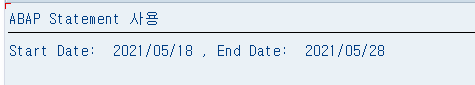 ABAP Statement 사용
Start Date:  2021/05/18 , End Date:  2021/05/28